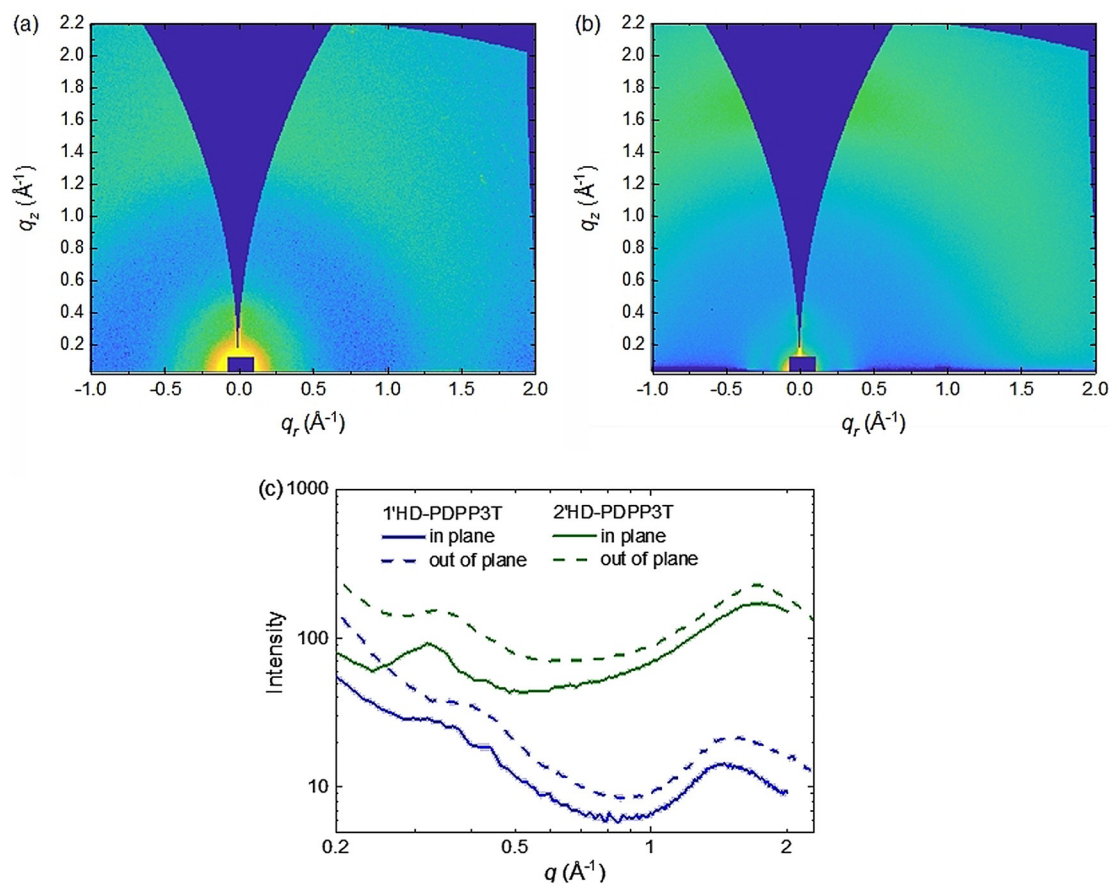 (a)
2.2
2.0
1.8
1.6
1.4
1.2
1.0
0.8
0.6
0.4
0.2
q_z (Å⁻¹)
-1.0 -0.5 0.0 0.5 1.0 1.5 2.0
q_r (Å⁻¹)
(b)
2.2
2.0
1.8
1.6
1.4
1.2
1.0
0.8
0.6
0.4
0.2
q_z (Å⁻¹)
-1.0 -0.5 0.0 0.5 1.0 1.5 2.0
q_r (Å⁻¹)
(c)
1000
100
10
Intensity
1'HD-PDPP3T 2'HD-PDPP3T
in plane in plane
out of plane out of plane
0.2 0.5 1 2
q (Å⁻¹)